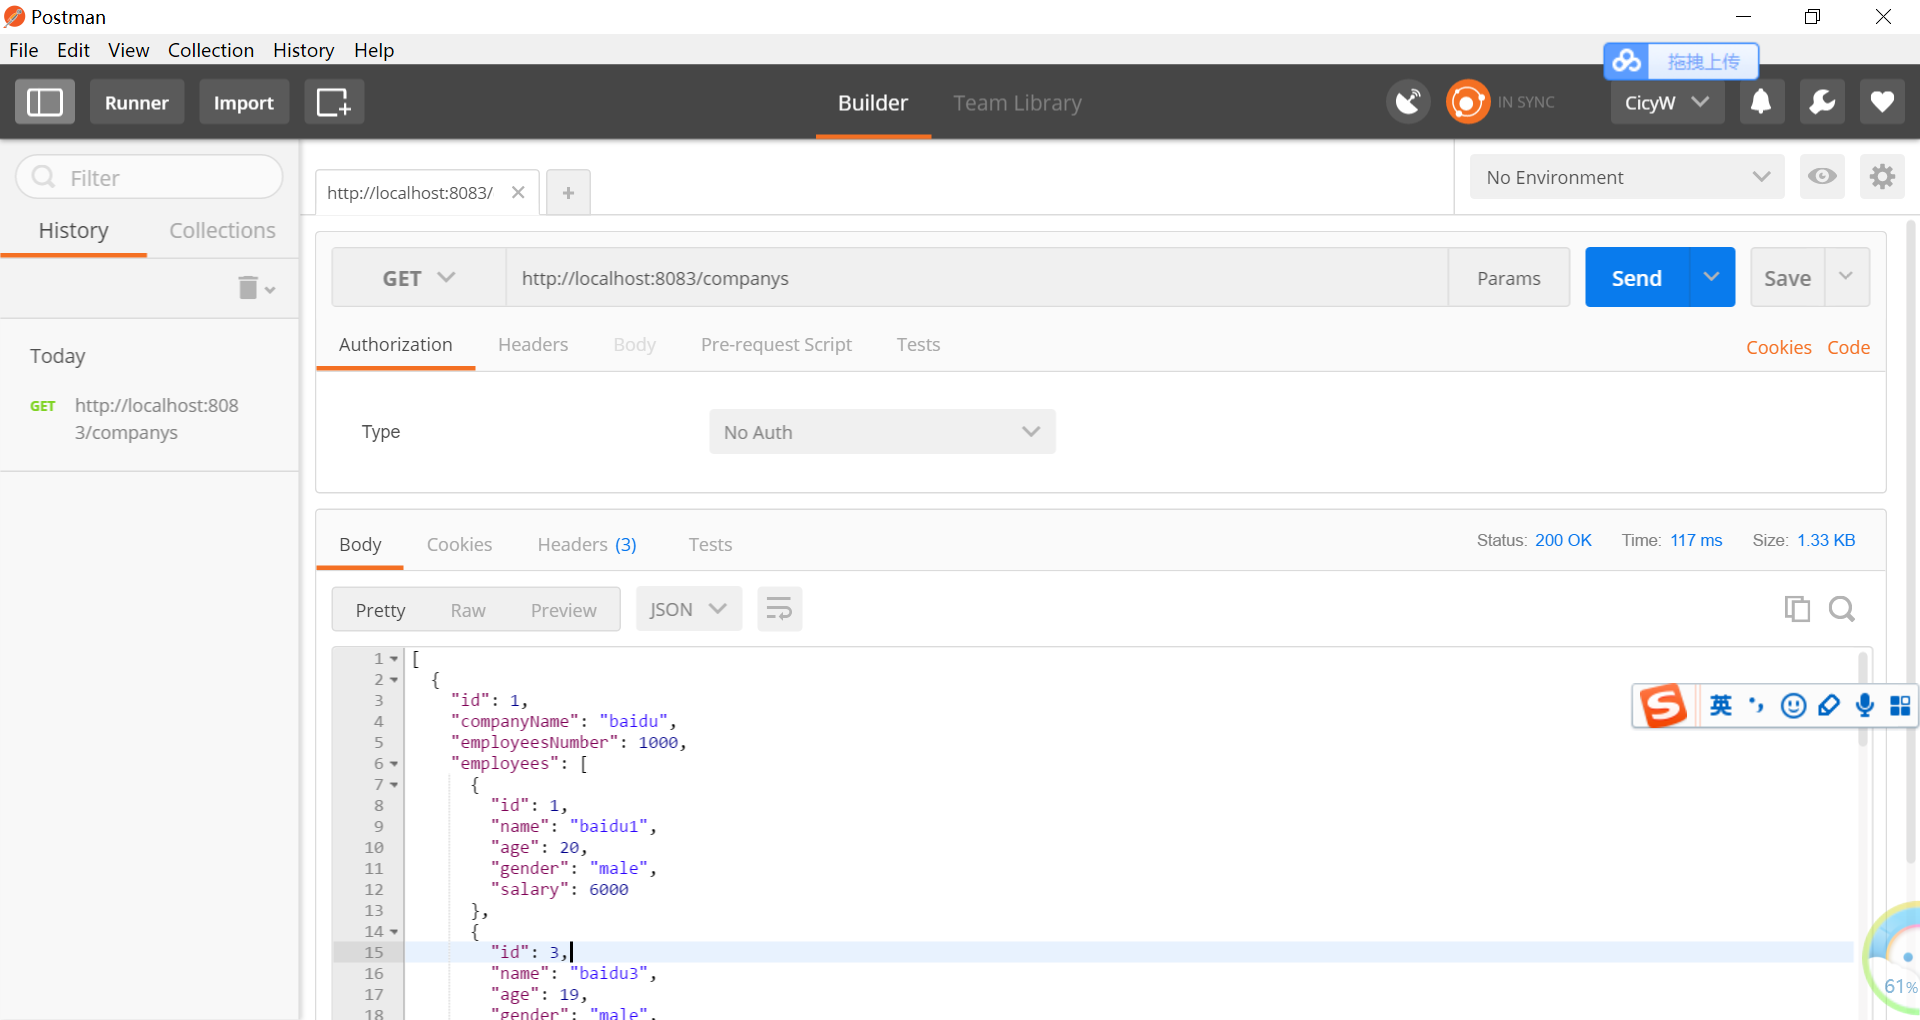 Postman
File Edit View Collection History Help
拖拽上传
Runner Import Builder Team Library IN SYNC CicyW
Filter
http://localhost:8083/
No Environment
History Collections
GET http://localhost:8083/companys Params Send Save
Authorization Headers Body Pre-request Script Tests Cookies Code
Today
GET http://localhost:808
3/companys
Type No Auth
Body Cookies Headers (3) Tests Status: 200 OK Time: 117 ms Size: 1.33 KB
Pretty Raw Preview JSON
1 [
2 {
3 "id": 1,
4 "companyName": "baidu",
5 "employeesNumber": 1000,
6 "employees": [
7 {
8 "id": 1,
9 "name": "baidu1",
10 "age": 20,
11 "gender": "male",
12 "salary": 6000
13 },
14 {
15 "id": 3,
16 "name": "baidu3",
17 "age": 19,
18 "gender": "male",
英
61%